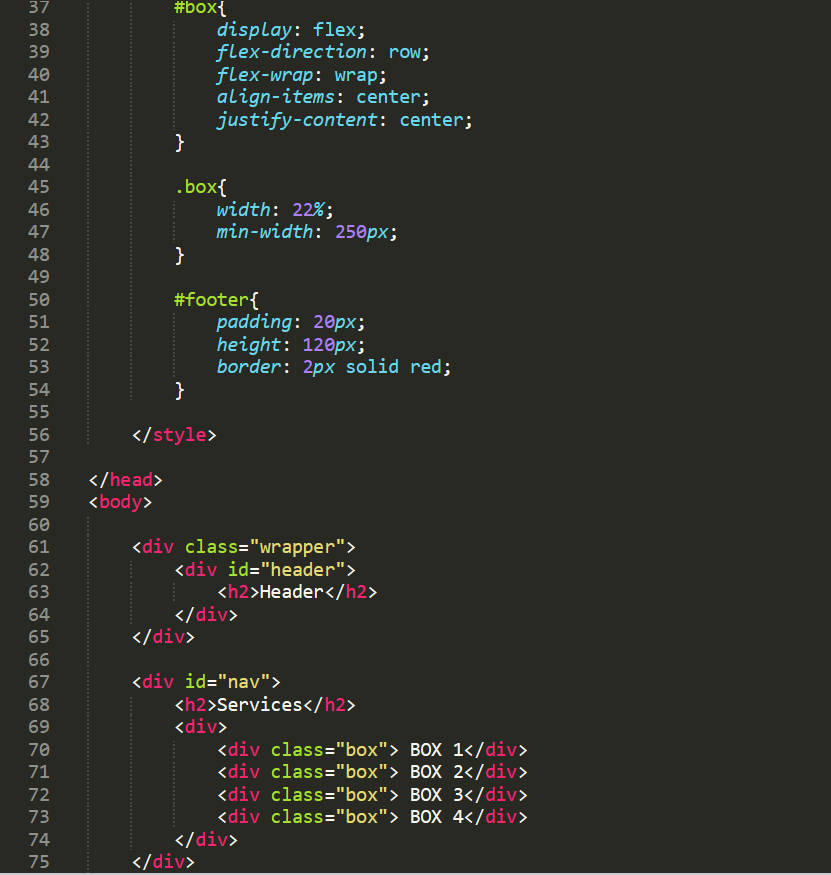 37 #box{
38 display: flex;
39 flex-direction: row;
40 flex-wrap: wrap;
41 align-items: center;
42 justify-content: center;
43 }
44
45 .box{
46 width: 22%;
47 min-width: 250px;
48 }
49
50 #footer{
51 padding: 20px;
52 height: 120px;
53 border: 2px solid red;
54 }
55
56 </style>
57
58 </head>
59 <body>
60
61 <div class="wrapper">
62 <div id="header">
63 <h2>Header</h2>
64 </div>
65 </div>
66
67 <div id="nav">
68 <h2>Services</h2>
69 <div>
70 <div class="box"> BOX 1</div>
71 <div class="box"> BOX 2</div>
72 <div class="box"> BOX 3</div>
73 <div class="box"> BOX 4</div>
74 </div>
75 </div>